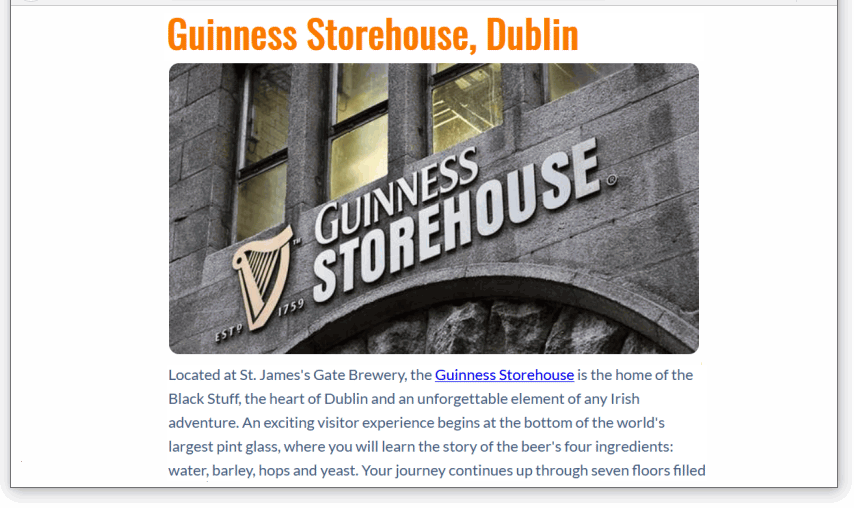 Guinness Storehouse, Dublin
GUINNESS
STOREHOUSE ®
™
ESTD 1759
Located at St. James's Gate Brewery, the Guinness Storehouse is the home of the
Black Stuff, the heart of Dublin and an unforgettable element of any Irish
adventure. An exciting visitor experience begins at the bottom of the world's
largest pint glass, where you will learn the story of the beer's four ingredients:
water, barley, hops and yeast. Your journey continues up through seven floors filled